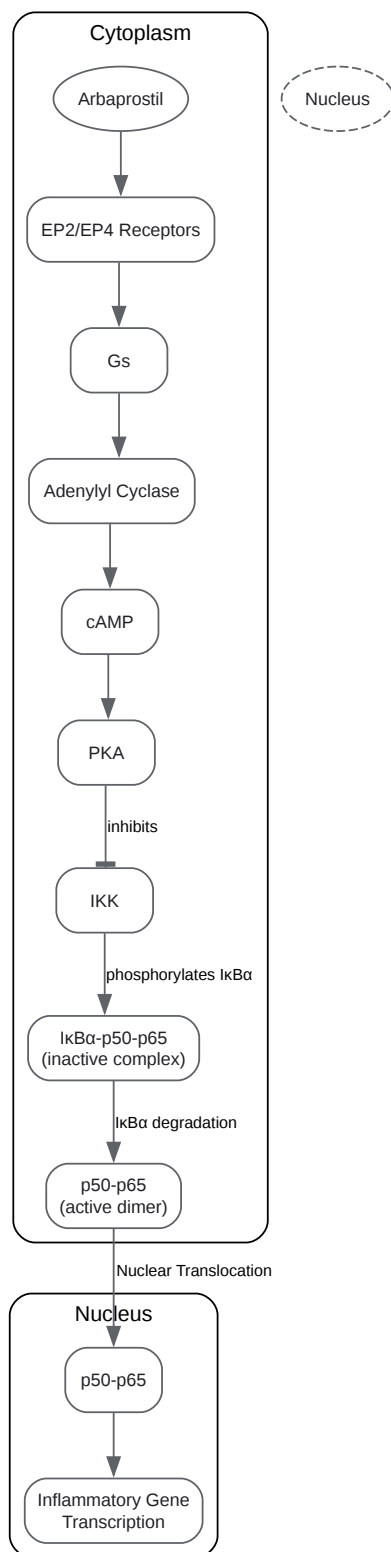 Cytoplasm
Arbaprostil
Nucleus
EP2/EP4 Receptors
Gs
Adenylyl Cyclase
cAMP
PKA
inhibits
IKK
phosphorylates IκBα
IκBα-p50-p65
(inactive complex)
IκBα degradation
p50-p65
(active dimer)
Nuclear Translocation
Nucleus
p50-p65
Inflammatory Gene
Transcription